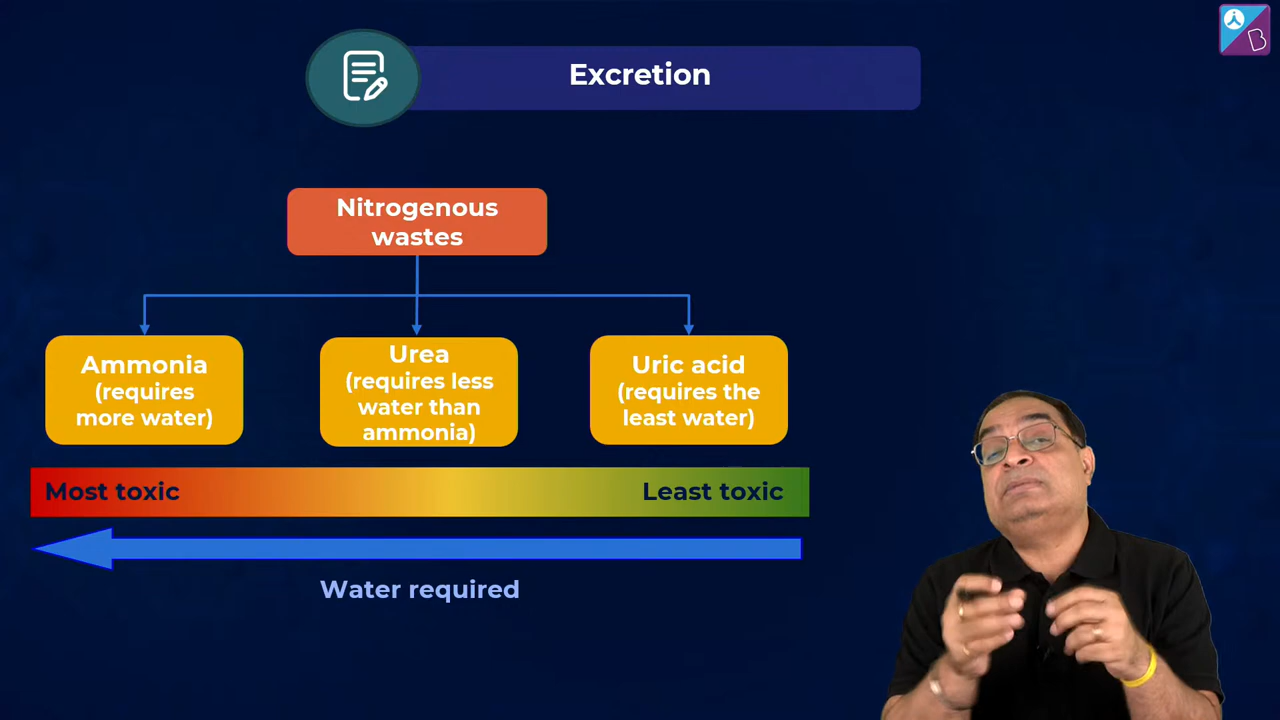 Excretion
Nitrogenous
wastes
Ammonia
(requires
more water)
Urea
(requires less
water than
ammonia)
Uric acid
(requires the
least water)
Most toxic
Least toxic
Water required